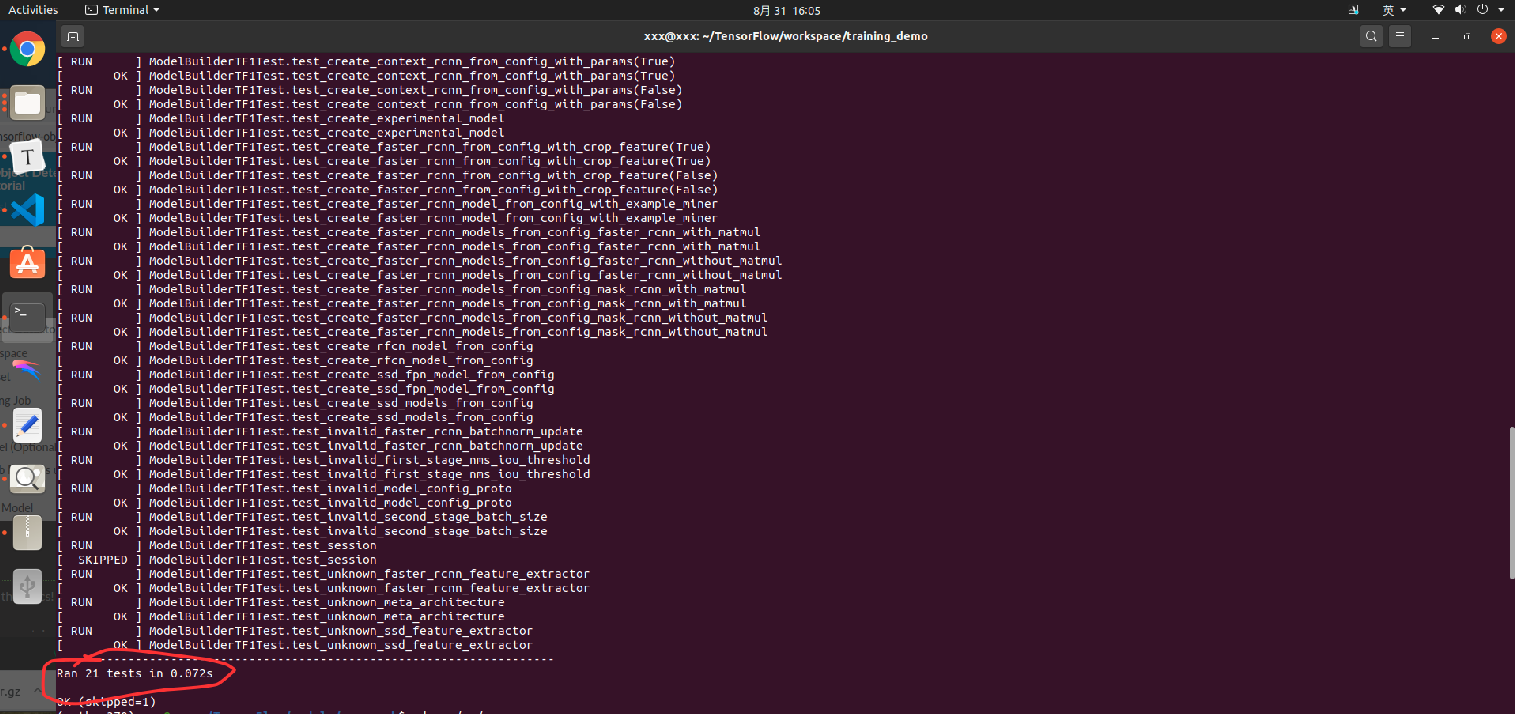 Activities
Terminal
8月 31 16:05
英
xxx@xxx: ~/TensorFlow/workspace/training_demo
[ RUN      ] ModelBuilderTF1Test.test_create_context_rcnn_from_config_with_params(True)
[       OK ] ModelBuilderTF1Test.test_create_context_rcnn_from_config_with_params(True)
[ RUN      ] ModelBuilderTF1Test.test_create_context_rcnn_from_config_with_params(False)
[       OK ] ModelBuilderTF1Test.test_create_context_rcnn_from_config_with_params(False)
[ RUN      ] ModelBuilderTF1Test.test_create_experimental_model
[       OK ] ModelBuilderTF1Test.test_create_experimental_model
[ RUN      ] ModelBuilderTF1Test.test_create_faster_rcnn_from_config_with_crop_feature(True)
[       OK ] ModelBuilderTF1Test.test_create_faster_rcnn_from_config_with_crop_feature(True)
[ RUN      ] ModelBuilderTF1Test.test_create_faster_rcnn_from_config_with_crop_feature(False)
[       OK ] ModelBuilderTF1Test.test_create_faster_rcnn_from_config_with_crop_feature(False)
[ RUN      ] ModelBuilderTF1Test.test_create_faster_rcnn_model_from_config_with_example_miner
[       OK ] ModelBuilderTF1Test.test_create_faster_rcnn_model_from_config_with_example_miner
[ RUN      ] ModelBuilderTF1Test.test_create_faster_rcnn_models_from_config_faster_rcnn_with_matmul
[       OK ] ModelBuilderTF1Test.test_create_faster_rcnn_models_from_config_faster_rcnn_with_matmul
[ RUN      ] ModelBuilderTF1Test.test_create_faster_rcnn_models_from_config_faster_rcnn_without_matmul
[       OK ] ModelBuilderTF1Test.test_create_faster_rcnn_models_from_config_faster_rcnn_without_matmul
[ RUN      ] ModelBuilderTF1Test.test_create_faster_rcnn_models_from_config_mask_rcnn_with_matmul
[       OK ] ModelBuilderTF1Test.test_create_faster_rcnn_models_from_config_mask_rcnn_with_matmul
[ RUN      ] ModelBuilderTF1Test.test_create_faster_rcnn_models_from_config_mask_rcnn_without_matmul
[       OK ] ModelBuilderTF1Test.test_create_faster_rcnn_models_from_config_mask_rcnn_without_matmul
[ RUN      ] ModelBuilderTF1Test.test_create_rfcn_model_from_config
[       OK ] ModelBuilderTF1Test.test_create_rfcn_model_from_config
[ RUN      ] ModelBuilderTF1Test.test_create_ssd_fpn_model_from_config
[       OK ] ModelBuilderTF1Test.test_create_ssd_fpn_model_from_config
[ RUN      ] ModelBuilderTF1Test.test_create_ssd_models_from_config
[       OK ] ModelBuilderTF1Test.test_create_ssd_models_from_config
[ RUN      ] ModelBuilderTF1Test.test_invalid_faster_rcnn_batchnorm_update
[       OK ] ModelBuilderTF1Test.test_invalid_faster_rcnn_batchnorm_update
[ RUN      ] ModelBuilderTF1Test.test_invalid_first_stage_nms_iou_threshold
[       OK ] ModelBuilderTF1Test.test_invalid_first_stage_nms_iou_threshold
[ RUN      ] ModelBuilderTF1Test.test_invalid_model_config_proto
[       OK ] ModelBuilderTF1Test.test_invalid_model_config_proto
[ RUN      ] ModelBuilderTF1Test.test_invalid_second_stage_batch_size
[       OK ] ModelBuilderTF1Test.test_invalid_second_stage_batch_size
[ RUN      ] ModelBuilderTF1Test.test_session
[  SKIPPED ] ModelBuilderTF1Test.test_session
[ RUN      ] ModelBuilderTF1Test.test_unknown_faster_rcnn_feature_extractor
[       OK ] ModelBuilderTF1Test.test_unknown_faster_rcnn_feature_extractor
[ RUN      ] ModelBuilderTF1Test.test_unknown_meta_architecture
[       OK ] ModelBuilderTF1Test.test_unknown_meta_architecture
[ RUN      ] ModelBuilderTF1Test.test_unknown_ssd_feature_extractor
[       OK ] ModelBuilderTF1Test.test_unknown_ssd_feature_extractor
----------------------------------------------------------------------
Ran 21 tests in 0.072s
OK (skipped=1)